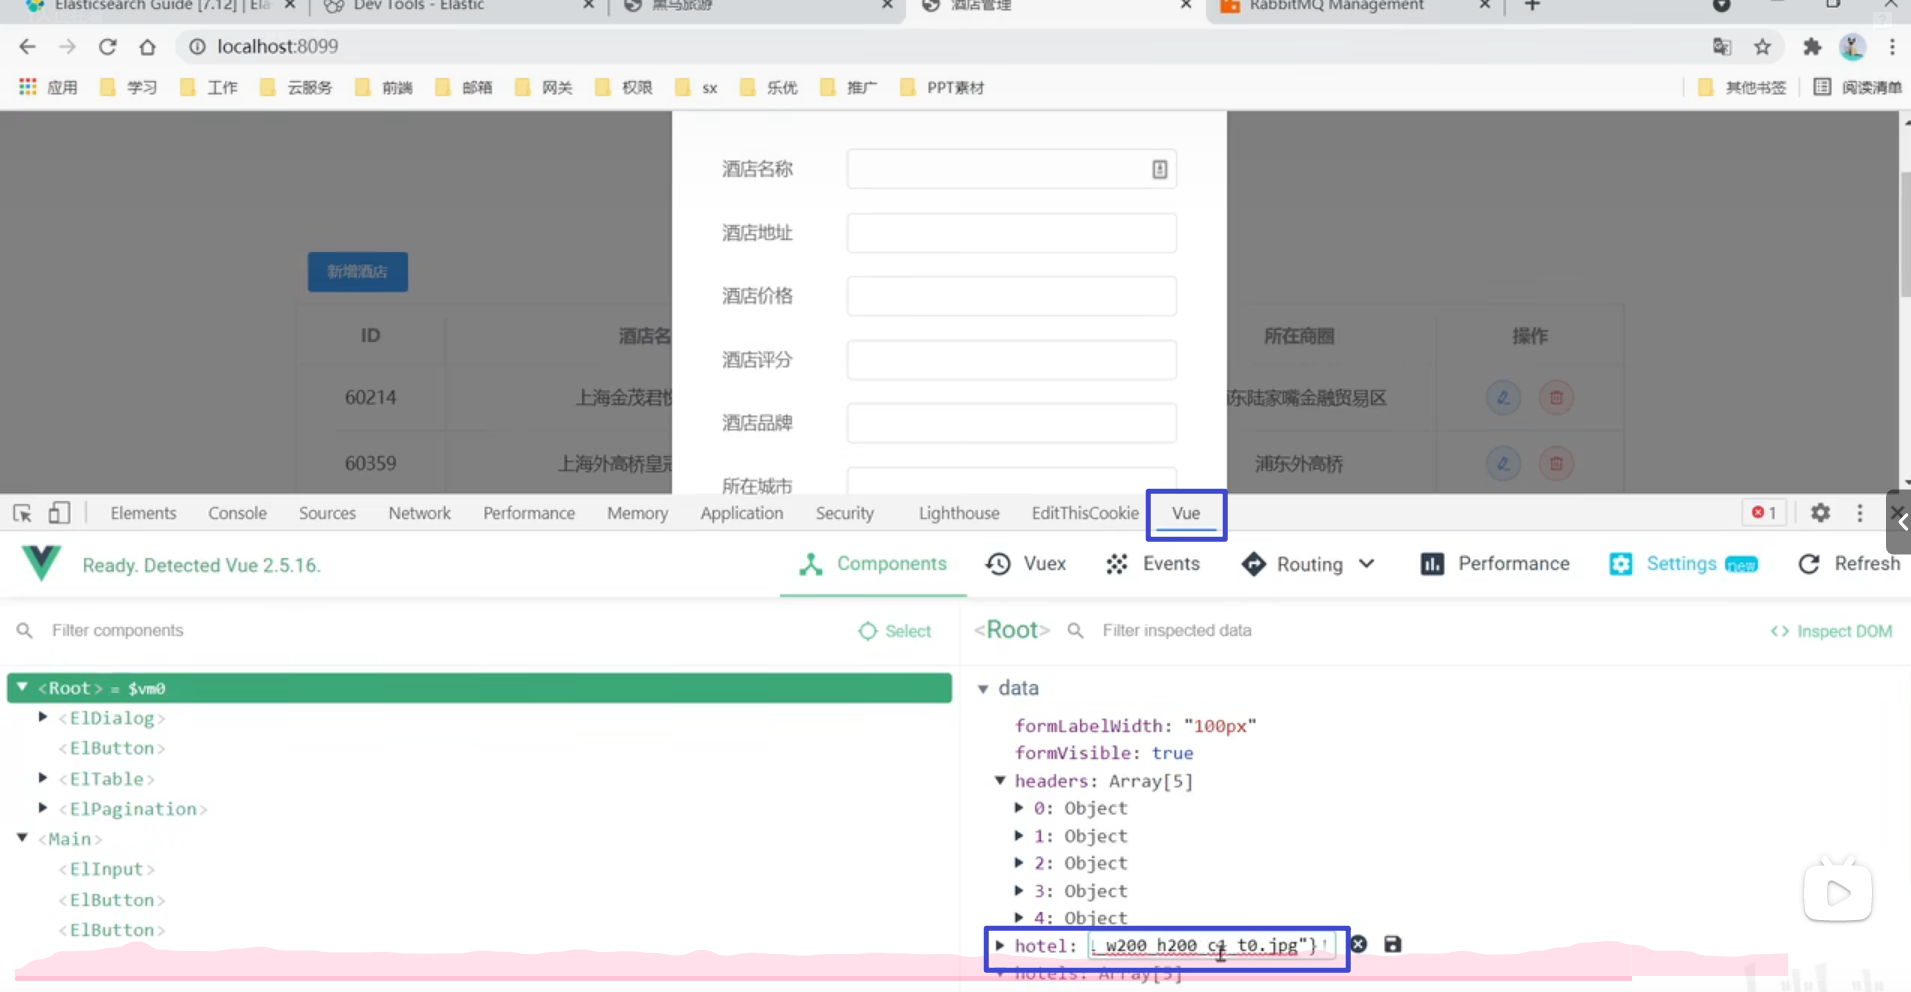 Elasticsearch Guide [7.12] | Ela
Dev Tools - Elastic
黑马旅游
酒店管理
RabbitMQ Management
localhost:8099
应用
学习
工作
云服务
前端
邮箱
网关
权限
sx
乐优
推广
PPT素材
其他书签
阅读清单
酒店名称
酒店地址
新增酒店
酒店价格
ID
酒店名
所在商圈
操作
酒店评分
60214
上海金茂君悦
东陆家嘴金融贸易区
酒店品牌
60359
上海外高桥皇冠
浦东外高桥
所在城市
Elements Console Sources Network Performance Memory Application Security Lighthouse EditThisCookie Vue 1
Ready. Detected Vue 2.5.16.
Components Vuex Events Routing Performance Settings new Refresh
Filter components
Select
<Root>
Filter inspected data
<> Inspect DOM
<Root> = $vm0
<ElDialog>
<ElButton>
<ElTable>
<ElPagination>
<Main>
<ElInput>
<ElButton>
<ElButton>
data
formLabelWidth: "100px"
formVisible: true
headers: Array[5]
0: Object
1: Object
2: Object
3: Object
4: Object
hotel: _w200_h200_c1_t0.jpg"}
hotels: Array[5]